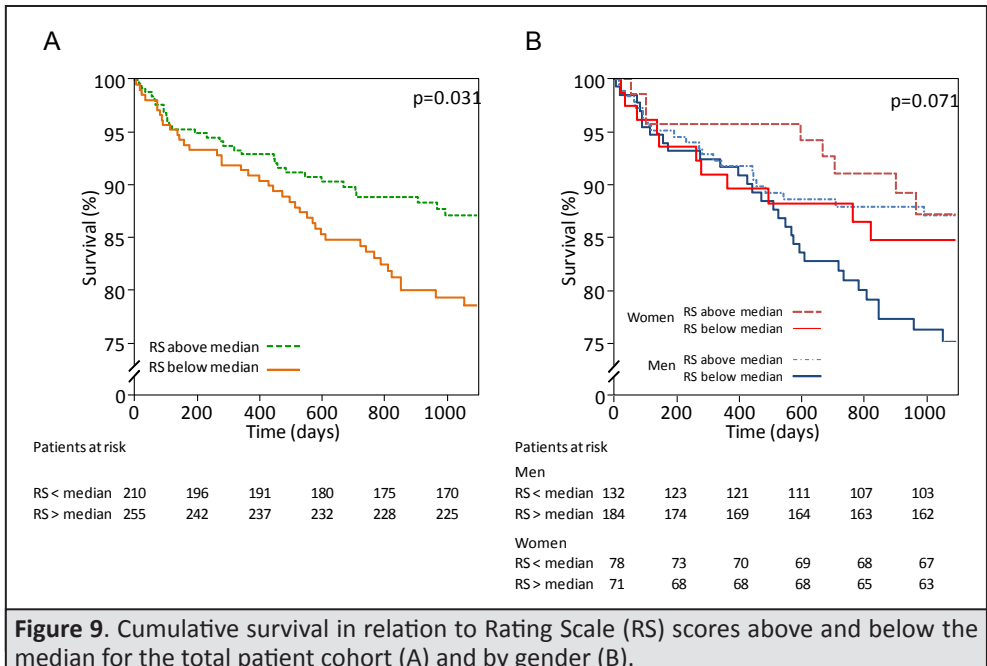 A
100
95
90
85
80
75
0
Survival (%)
p=0.031
RS above median
RS below median
0 200 400 600 800 1000
Time (days)
Patients at risk
RS < median 210 196 191 180 175 170
RS > median 255 242 237 232 228 225
B
100
95
90
85
80
75
0
Survival (%)
p=0.071
Women RS above median
RS below median
Men RS above median
RS below median
0 200 400 600 800 1000
Time (days)
Patients at risk
Men
RS < median 132 123 121 111 107 103
RS > median 184 174 169 164 163 162
Women
RS < median 78 73 70 69 68 67
RS > median 71 68 68 68 65 63
Figure 9. Cumulative survival in relation to Rating Scale (RS) scores above and below the
median for the total patient cohort (A) and by gender (B).